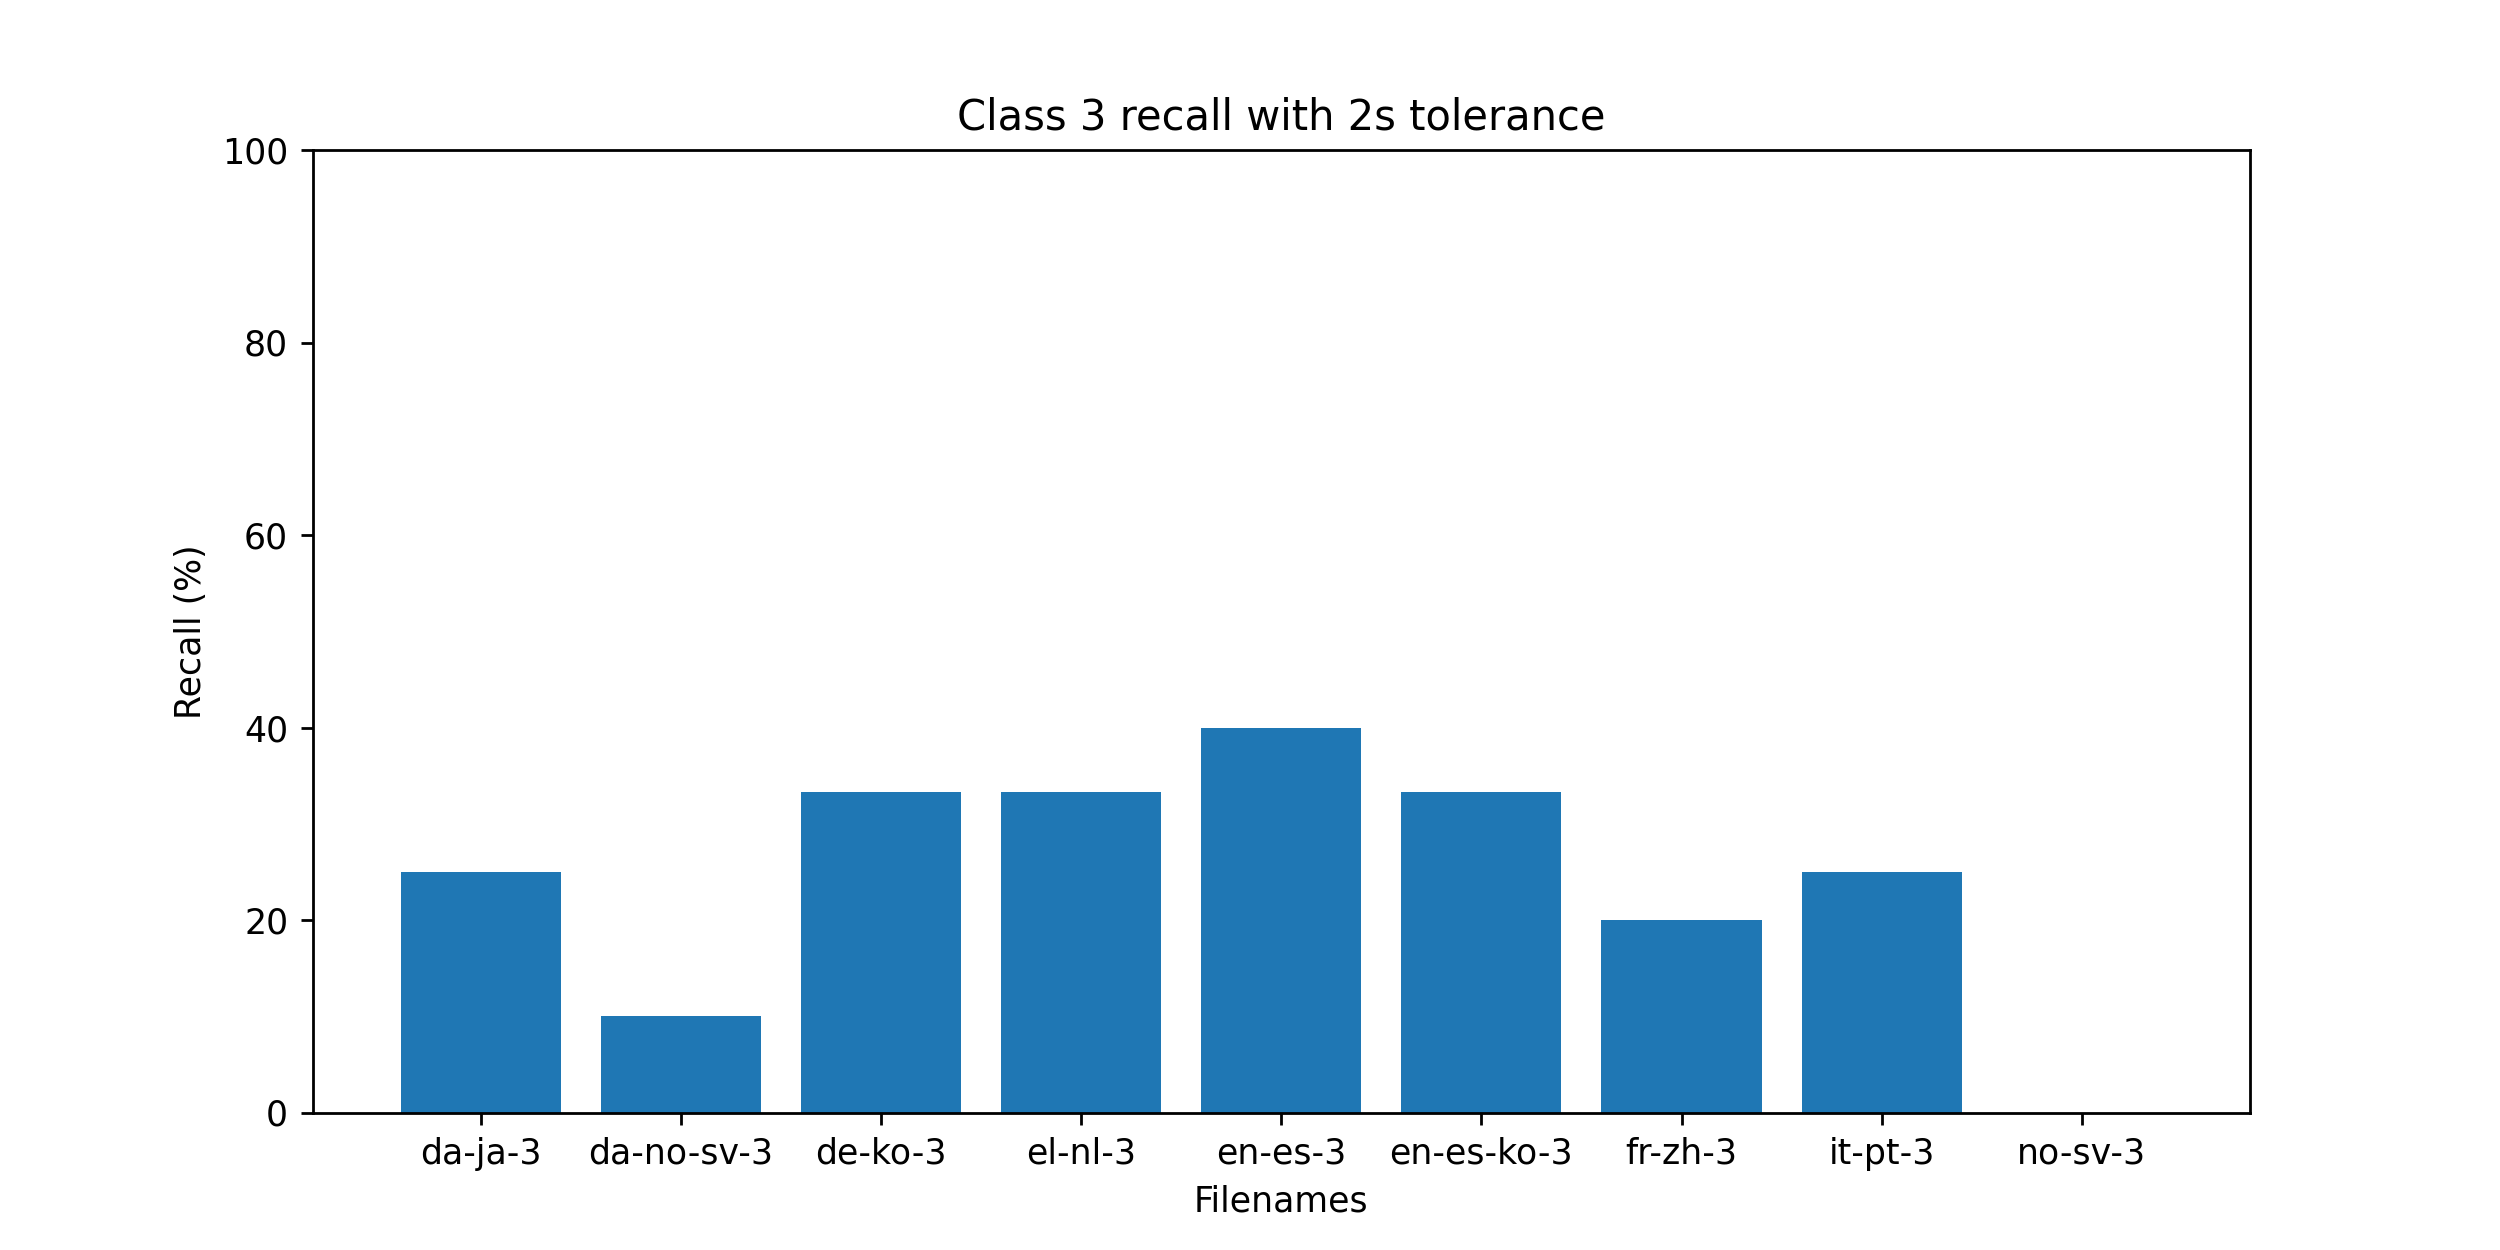 Class 3 recall with 2s tolerance
100
80
60
40
20
0
Recall (%)
da-ja-3 da-no-sv-3 de-ko-3 el-nl-3 en-es-3 en-es-ko-3 fr-zh-3 it-pt-3 no-sv-3
Filenames